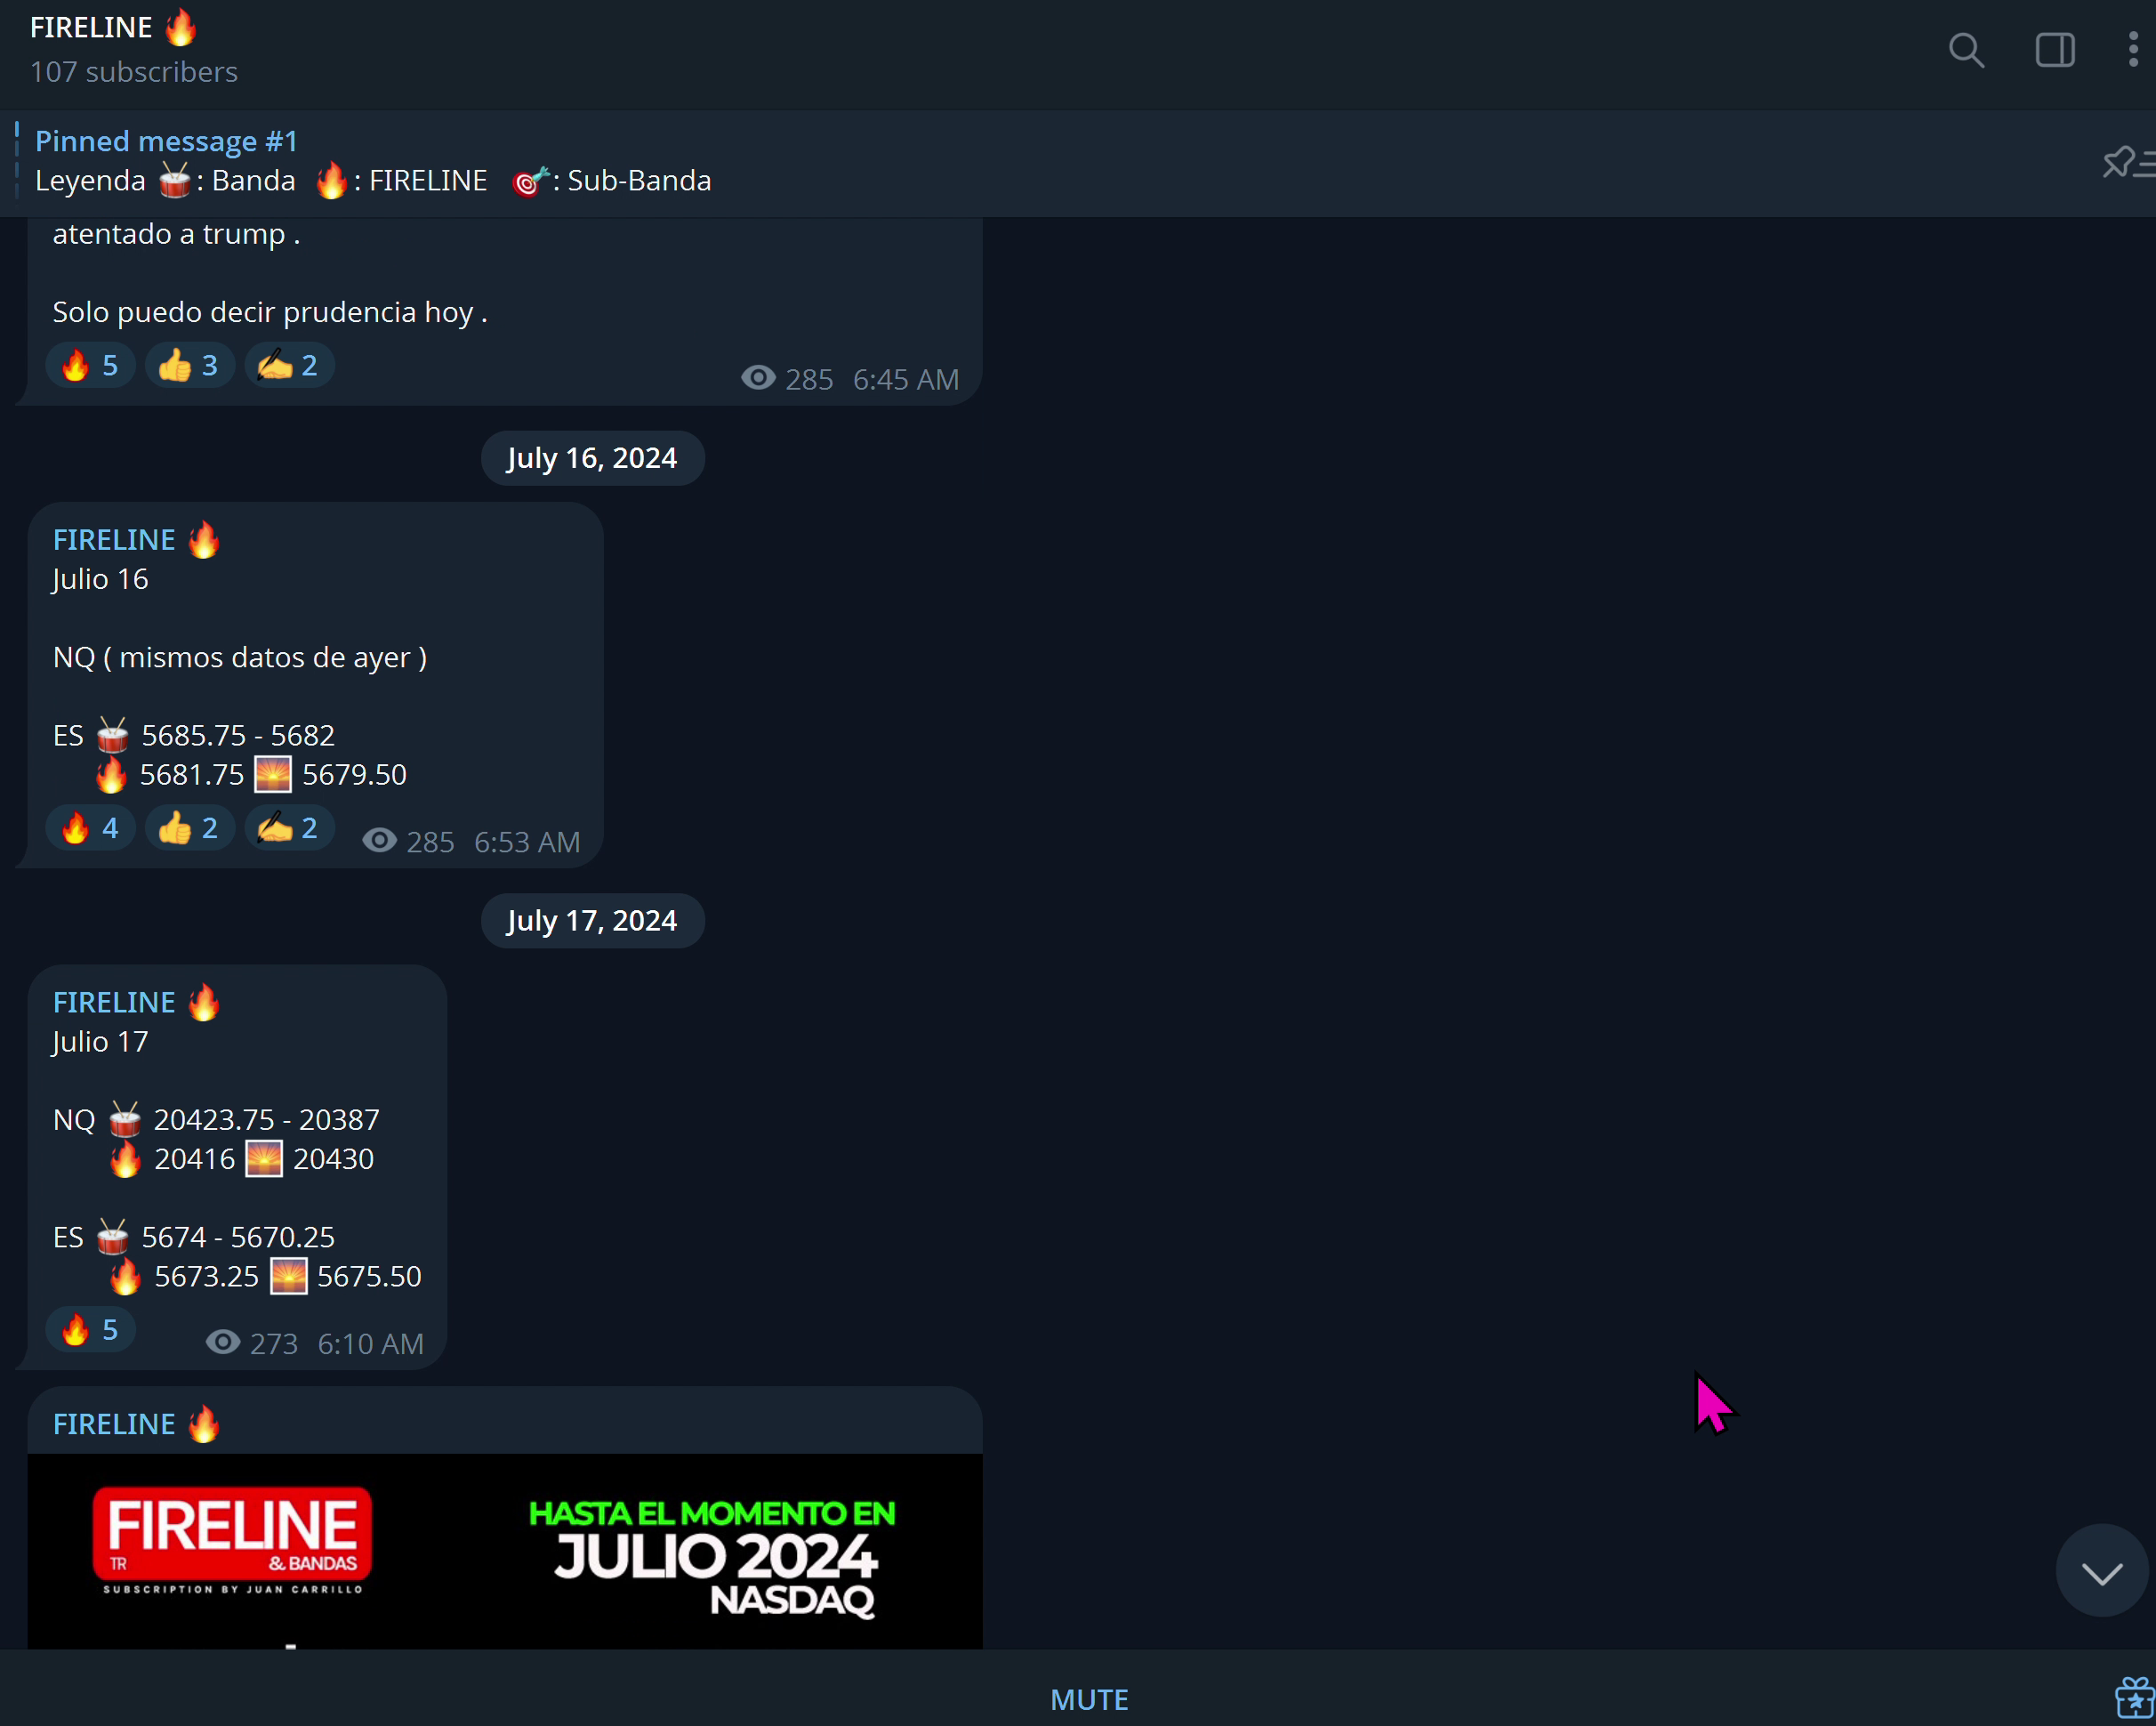 FIRELINE 🔥
107 subscribers
Pinned message #1
Leyenda 🥁: Banda 🔥: FIRELINE 🎯: Sub-Banda
atentado a trump .
Solo puedo decir prudencia hoy .
🔥 5 👍 3 ✍️ 2 285 6:45 AM
July 16, 2024
FIRELINE 🔥
Julio 16
NQ ( mismos datos de ayer )
ES 🥁 5685.75 - 5682
🔥 5681.75 🌅 5679.50
🔥 4 👍 2 ✍️ 2 285 6:53 AM
July 17, 2024
FIRELINE 🔥
Julio 17
NQ 🥁 20423.75 - 20387
🔥 20416 🌅 20430
ES 🥁 5674 - 5670.25
🔥 5673.25 🌅 5675.50
🔥 5 273 6:10 AM
FIRELINE 🔥
FIRELINE
TR & BANDAS
SUBSCRIPTION BY JUAN CARRILLO
HASTA EL MOMENTO EN
JULIO 2024
NASDAQ
MUTE